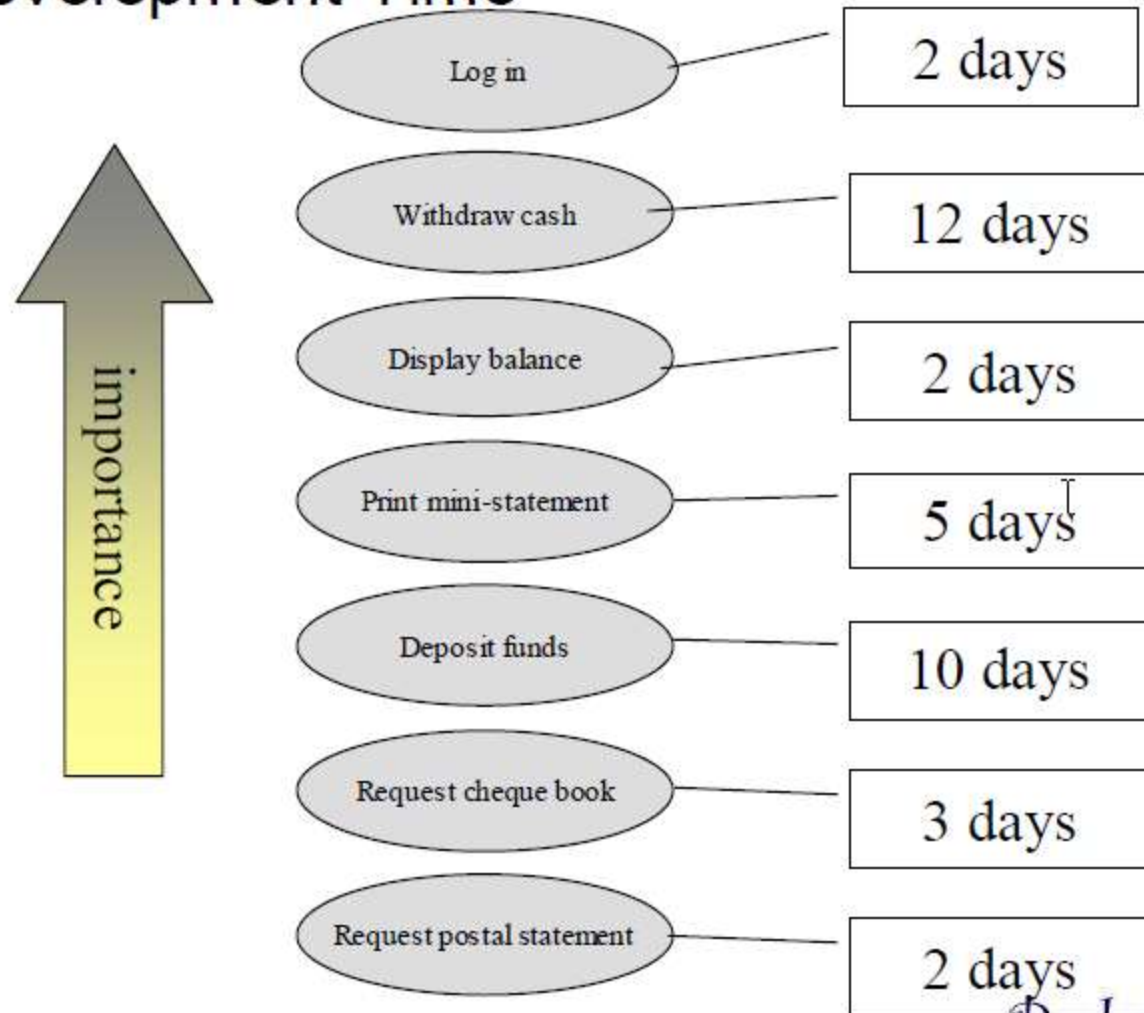 Time
Log in
2 days
Withdraw cash
12 days
Display balance
2 days
importance
Print mini-statement
5 days
Deposit funds
10 days
Request cheque book
3 days
Request postal statement
2 days